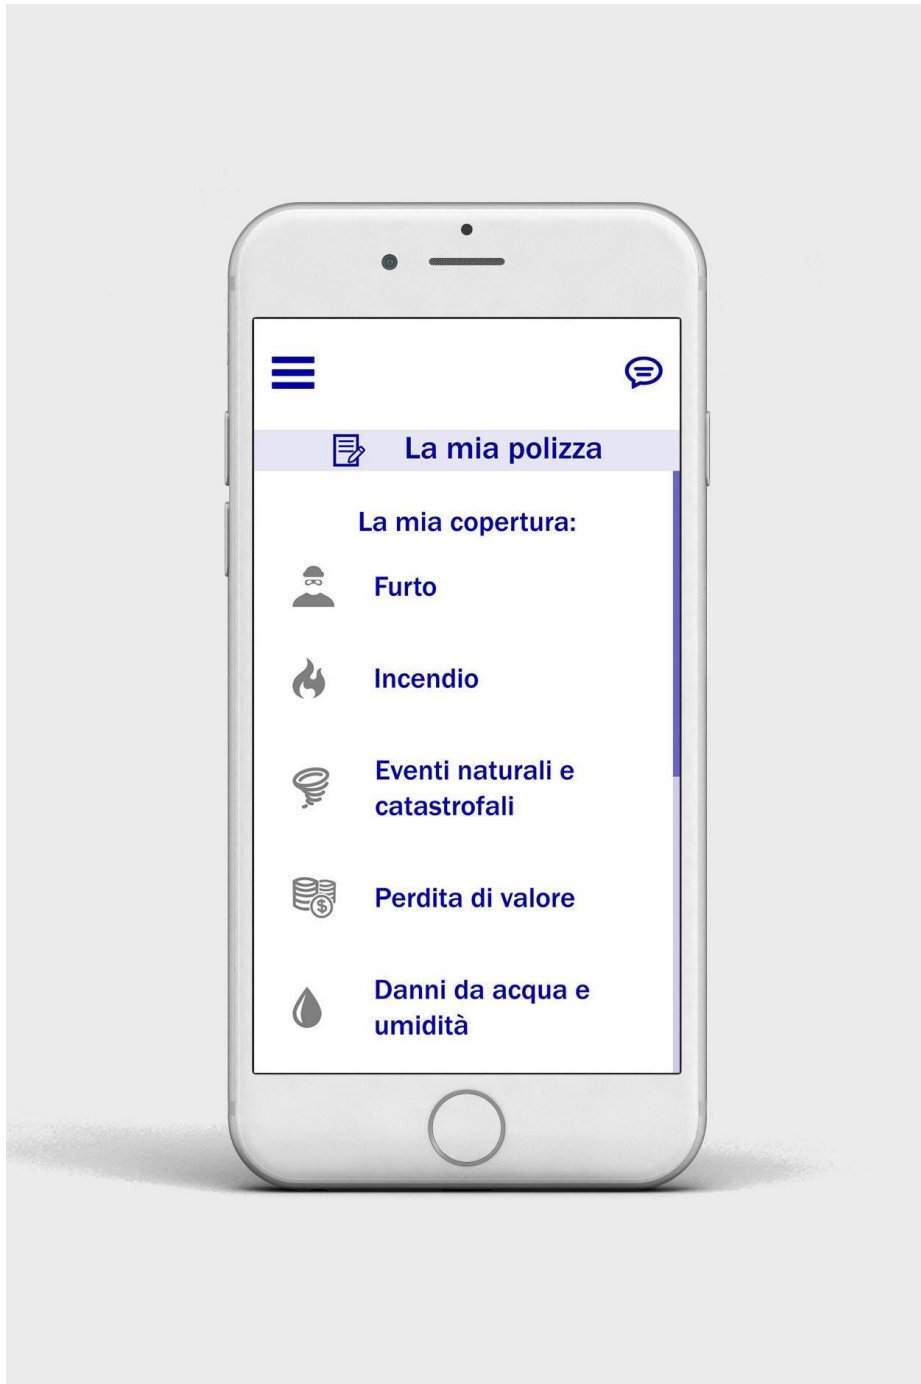 La mia polizza
La mia copertura:
Furto
Incendio
Eventi naturali e
catastrofali
Perdita di valore
Danni da acqua e
umidità